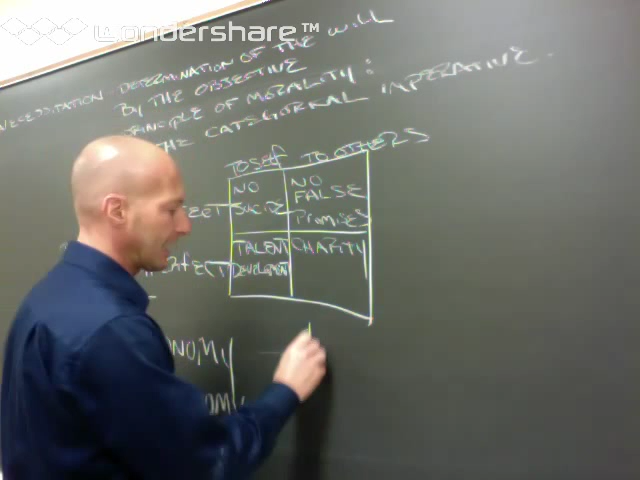 wondershare™
NECESSITATION: DETERMINATION OF THE WILL
BY THE OBJECTIVE
PRINCIPLE OF MORALITY:
THE CATEGORICAL IMPERATIVE.
TO SELF TO OTHERS
NO SUICIDE
NO FALSE PROMISES
TALENT DEVELOPMENT
CHARITY